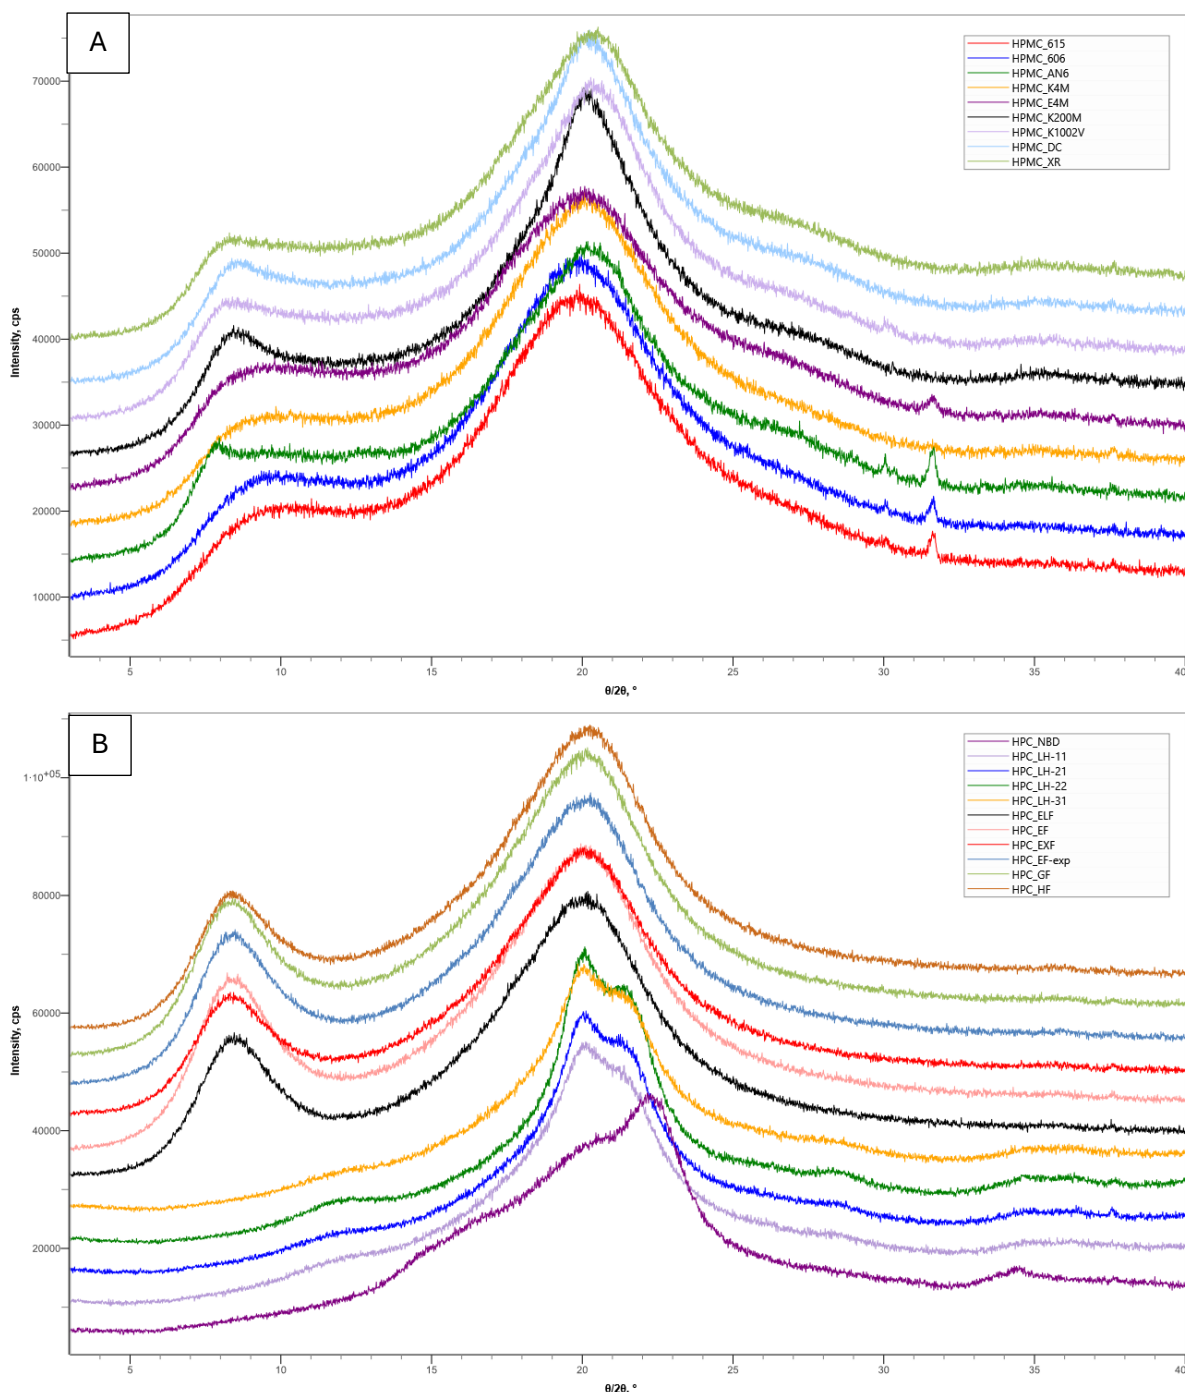 A
HPMC_615
HPMC_606
HPMC_AN6
HPMC_K4M
HPMC_E4M
HPMC_K200M
HPMC_K1002V
HPMC_DC
HPMC_XR
70000
60000
50000
40000
30000
20000
10000
Intensity, cps
5 10 15 20 25 30 35 40
θ/2θ, °
B
HPC_NBD
HPC_LH-11
HPC_LH-21
HPC_LH-22
HPC_LH-31
HPC_ELF
HPC_EF
HPC_EXF
HPC_EF-exp
HPC_GF
HPC_HF
1·10⁺⁰⁵
80000
60000
40000
20000
Intensity, cps
5 10 15 20 25 30 35 40
θ/2θ, °